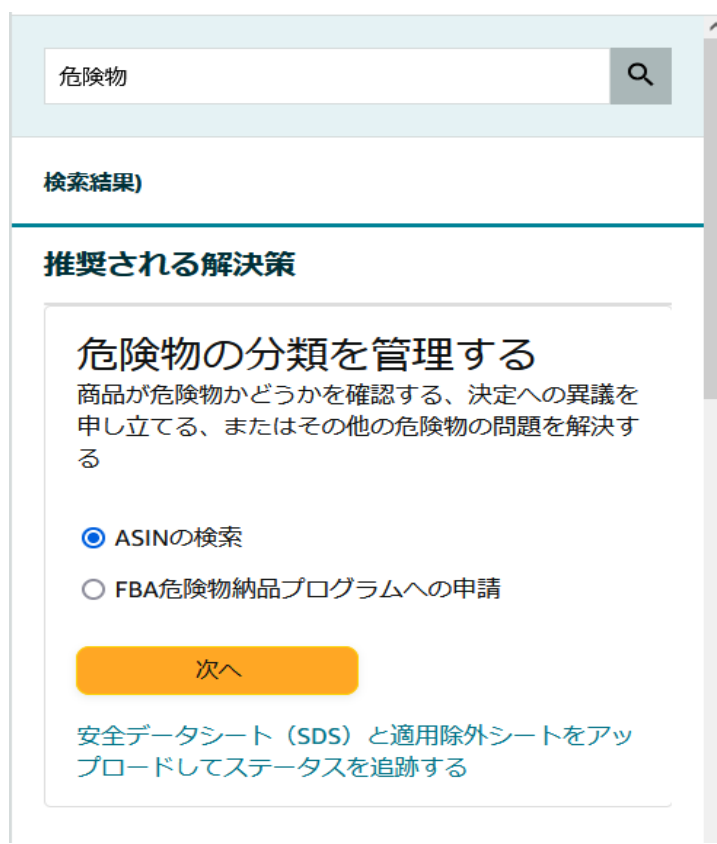 危険物
検索結果)
推奨される解決策
危険物の分類を管理する
商品が危険物かどうかを確認する、決定への異議を
申し立てる、またはその他の危険物の問題を解決す
る
ASINの検索
FBA危険物納品プログラムへの申請
次へ
安全データシート（SDS）と適用除外シートをアッ
プロードしてステータスを追跡する